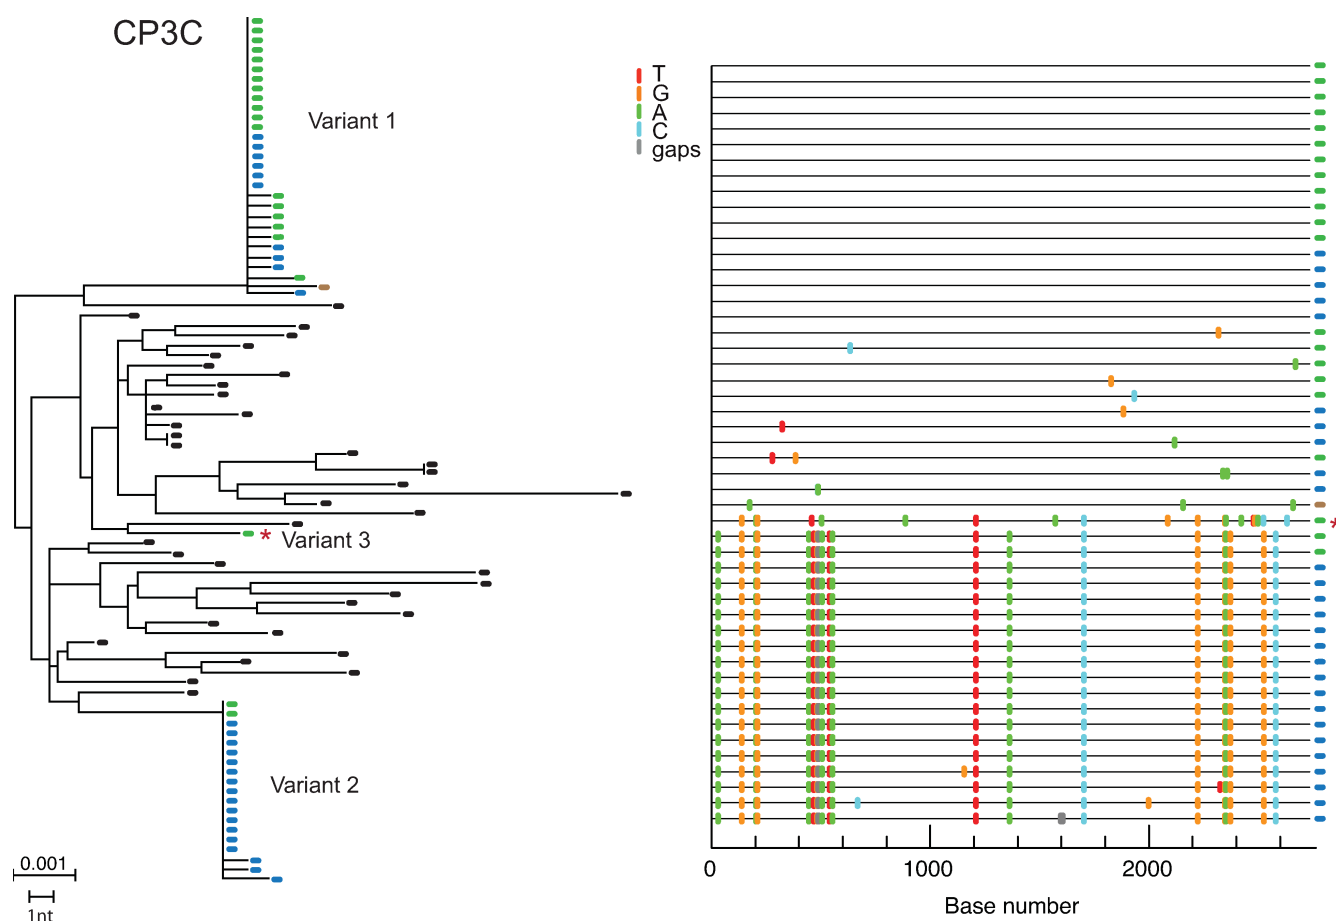 CP3C
Variant 1
T
G
A
C
gaps
* Variant 3
*
Variant 2
0.001
1nt
0 1000 2000
Base number